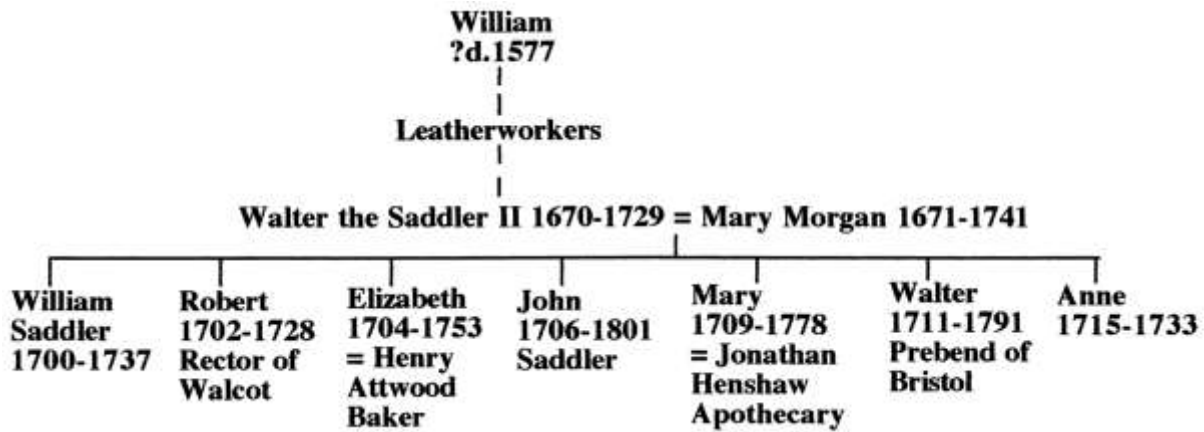 William
?d.1577
Leatherworkers
Walter the Saddler II 1670-1729 = Mary Morgan 1671-1741
William
Saddler
1700-1737
Robert
1702-1728
Rector of
Walcot
Elizabeth
1704-1753
= Henry
Attwood
Baker
John
1706-1801
Saddler
Mary
1709-1778
= Jonathan
Henshaw
Apothecary
Walter
1711-1791
Prebend of
Bristol
Anne
1715-1733